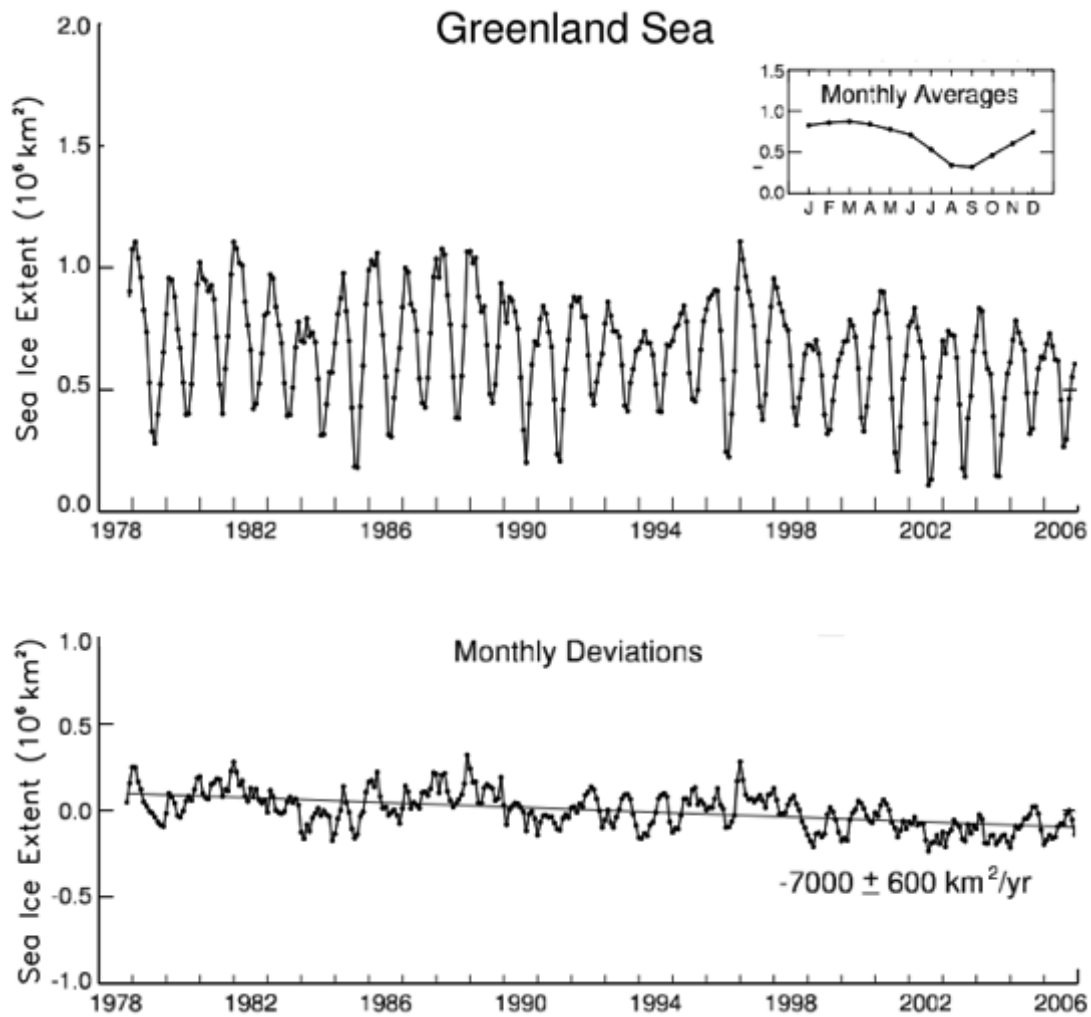 Greenland Sea
Sea Ice Extent (10⁶ km²)
2.0
1.5
1.0
0.5
0.0
1978 1982 1986 1990 1994 1998 2002 2006
Monthly Averages
1.5
1.0
0.5
0.0
J F M A M J J A S O N D
Monthly Deviations
Sea Ice Extent (10⁶ km²)
1.0
0.5
0.0
-0.5
-1.0
-7000 ± 600 km²/yr
1978 1982 1986 1990 1994 1998 2002 2006